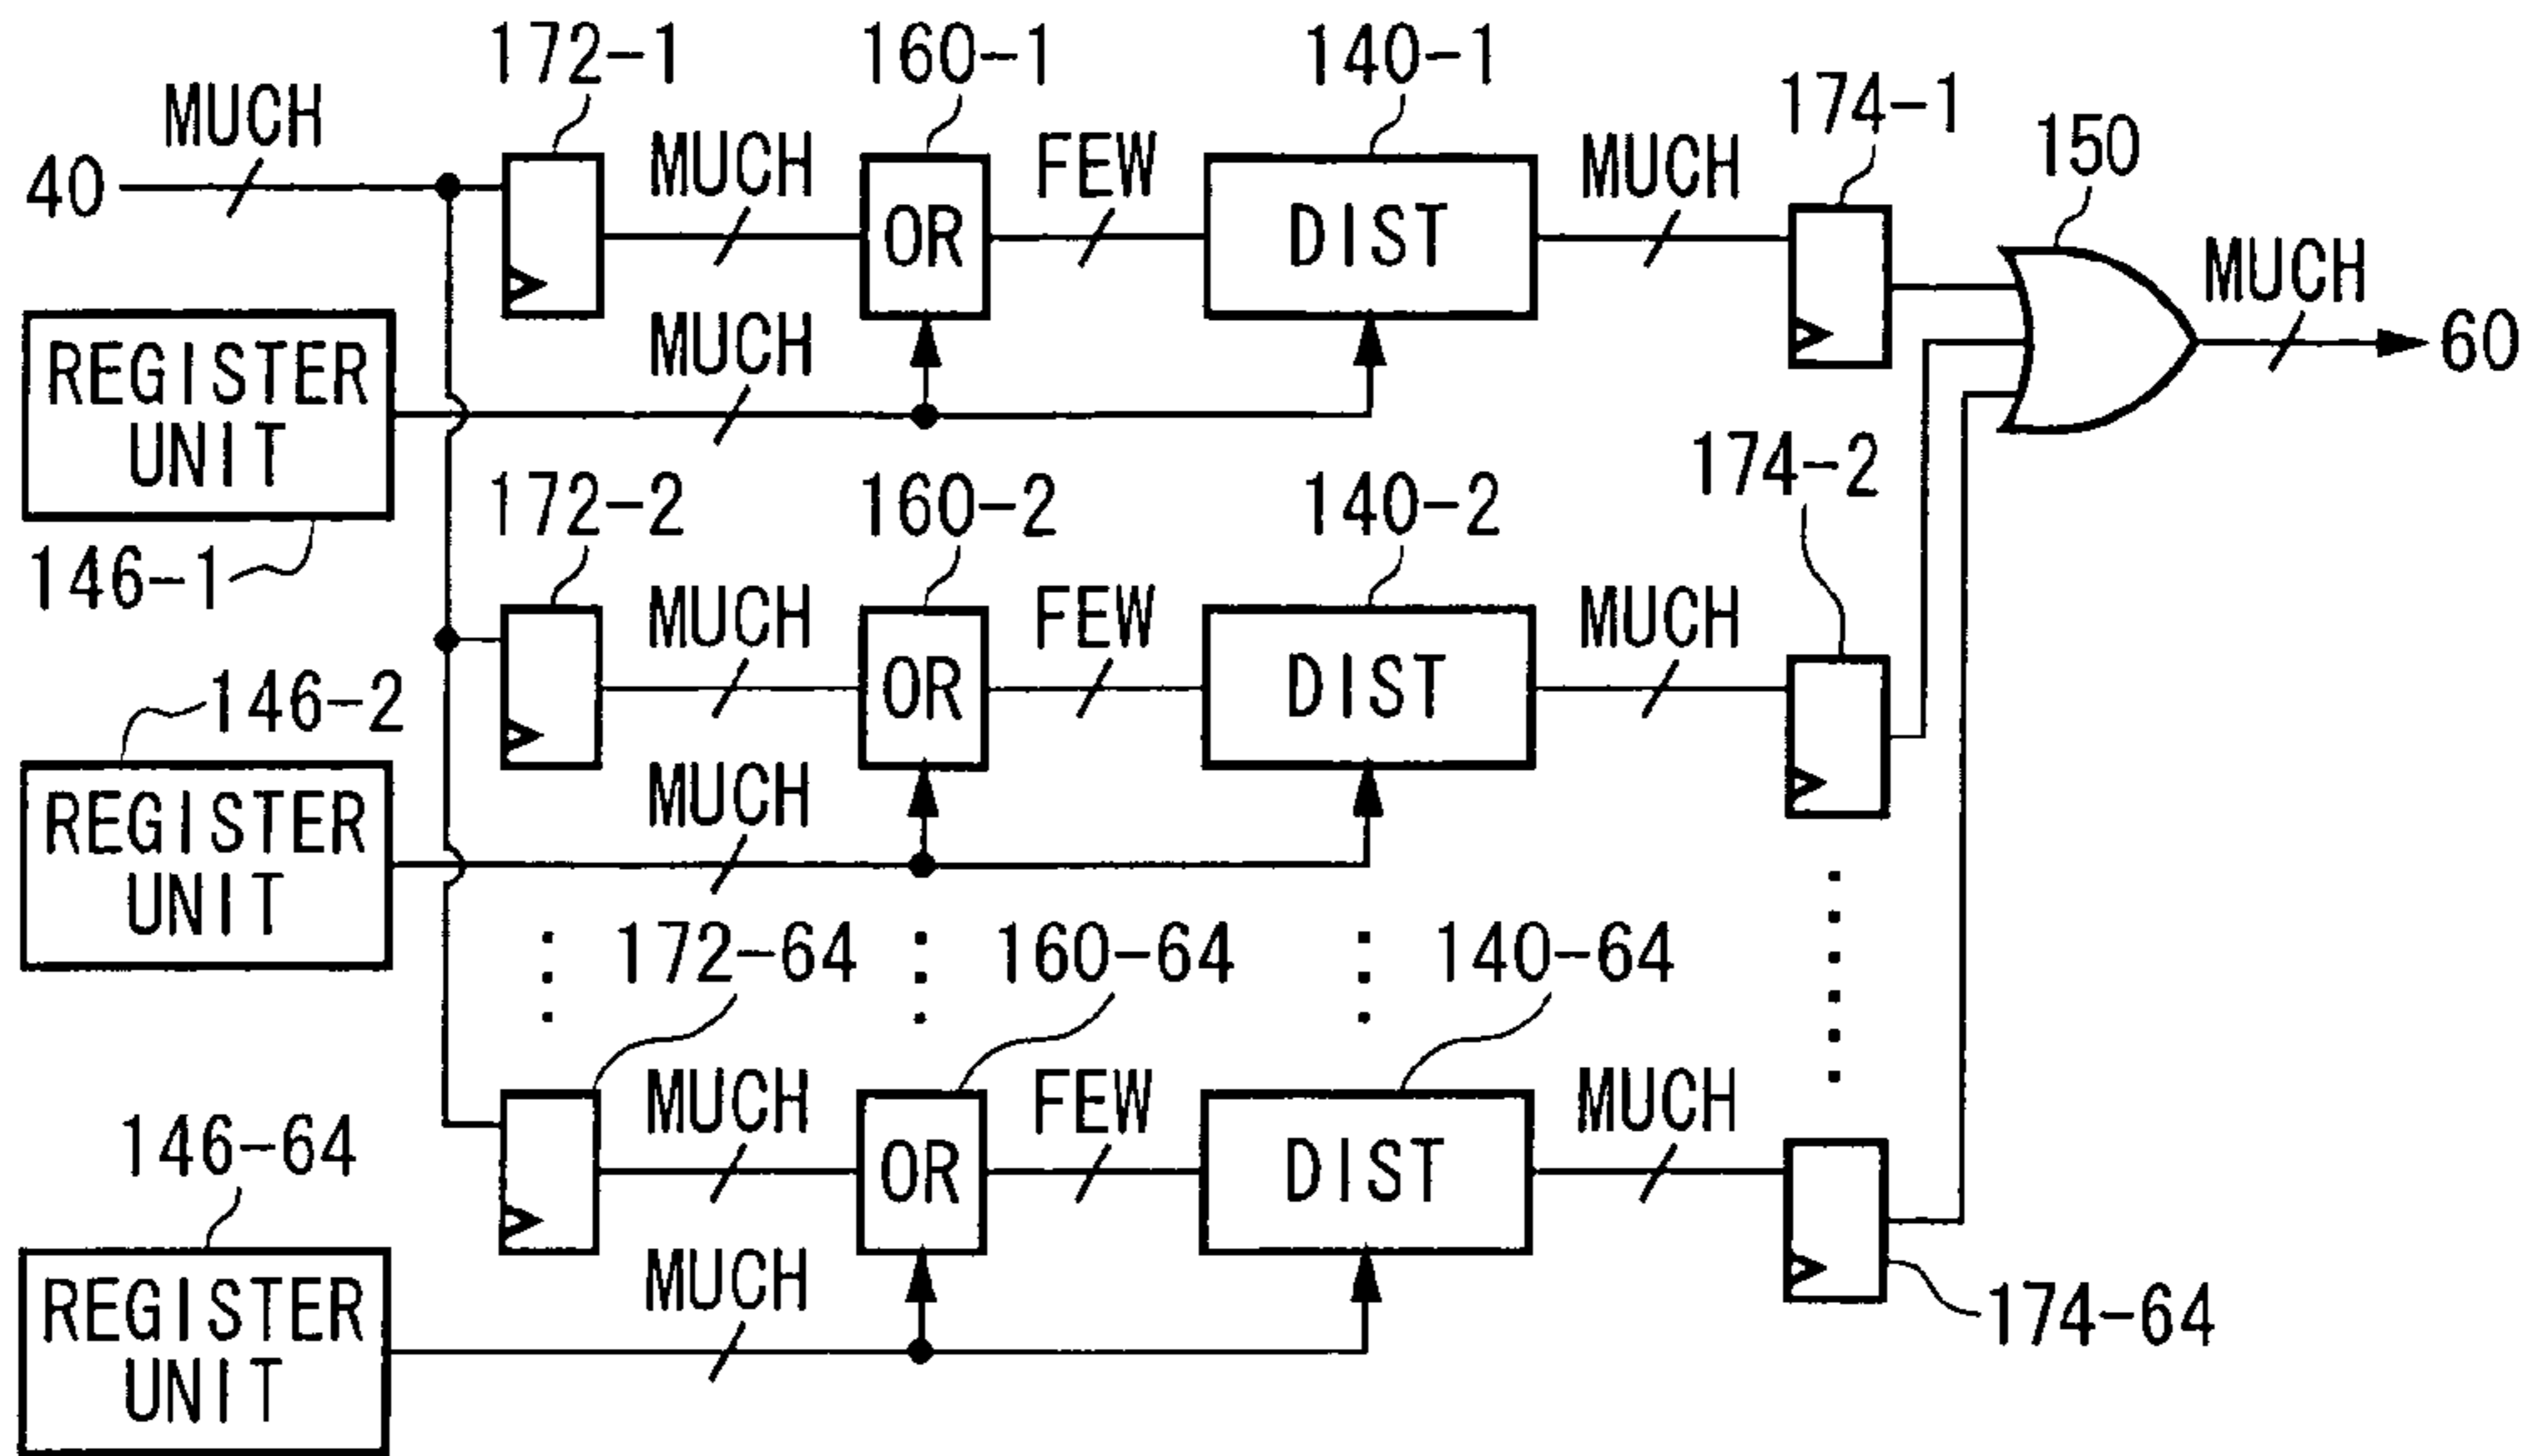 172-1 160-1 140-1
174-1
MUCH
150
MUCH FEW MUCH
40
OR DIST
MUCH
MUCH
60
REGISTER
UNIT
174-2
172-2 160-2 140-2
146-1
MUCH FEW MUCH
146-2
OR DIST
MUCH
REGISTER
UNIT
172-64 160-64 140-64
MUCH FEW MUCH
146-64
OR DIST
MUCH
REGISTER
UNIT
174-64